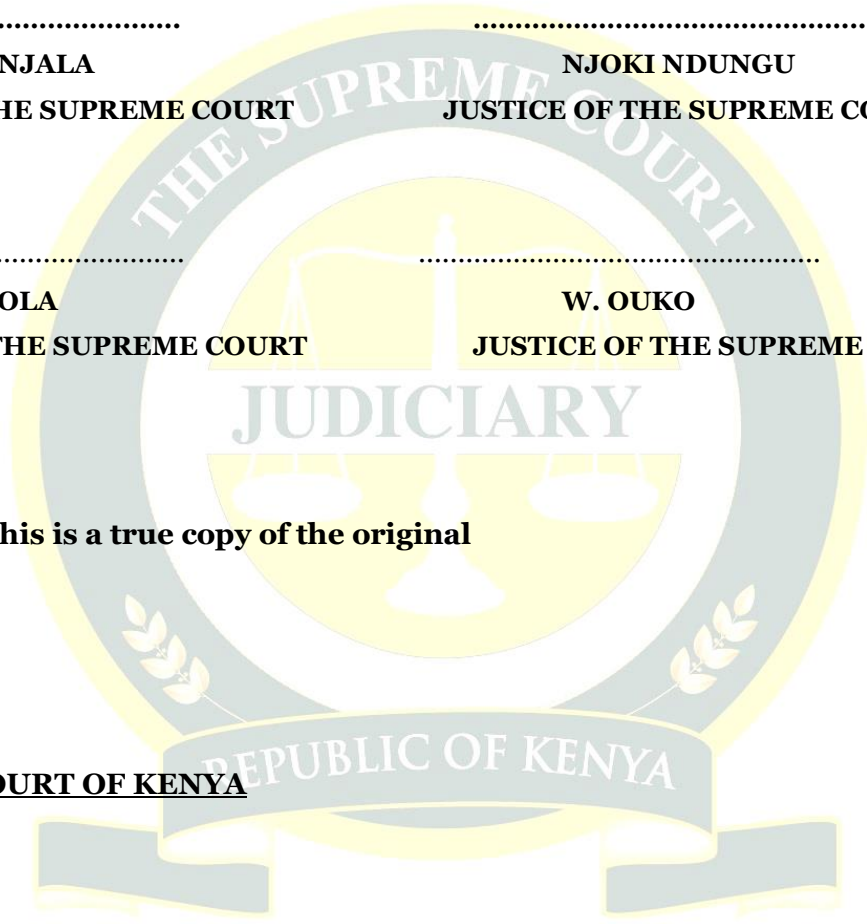 .................... ................................................
NJALA NJOKI NDUNGU
HE SUPREME COURT JUSTICE OF THE SUPREME CO
THE SUPREME COURT
...................... ................................................
OLA W. OUKO
THE SUPREME COURT JUSTICE OF THE SUPREME
JUDICIARY
his is a true copy of the original
REPUBLIC OF KENYA
OURT OF KENYA